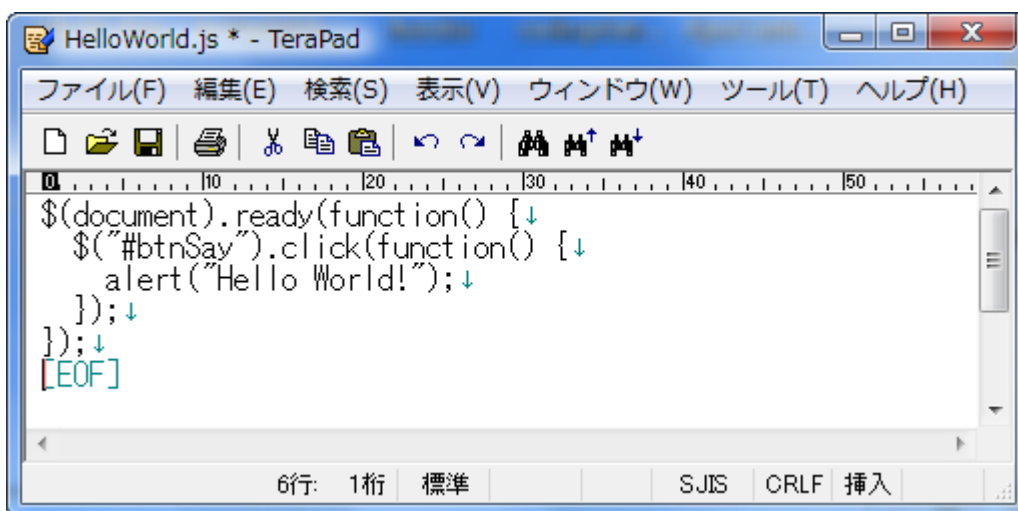 HelloWorld.js * - TeraPad
ファイル(F) 編集(E) 検索(S) 表示(V) ウィンドウ(W) ツール(T) ヘルプ(H)
0 10 20 30 40 50
$(document).ready(function() {↓
  $("#btnSay").click(function() {↓
    alert("Hello World!");↓
  });↓
});↓
[EOF]
6行: 1桁 標準 SJIS CRLF 挿入